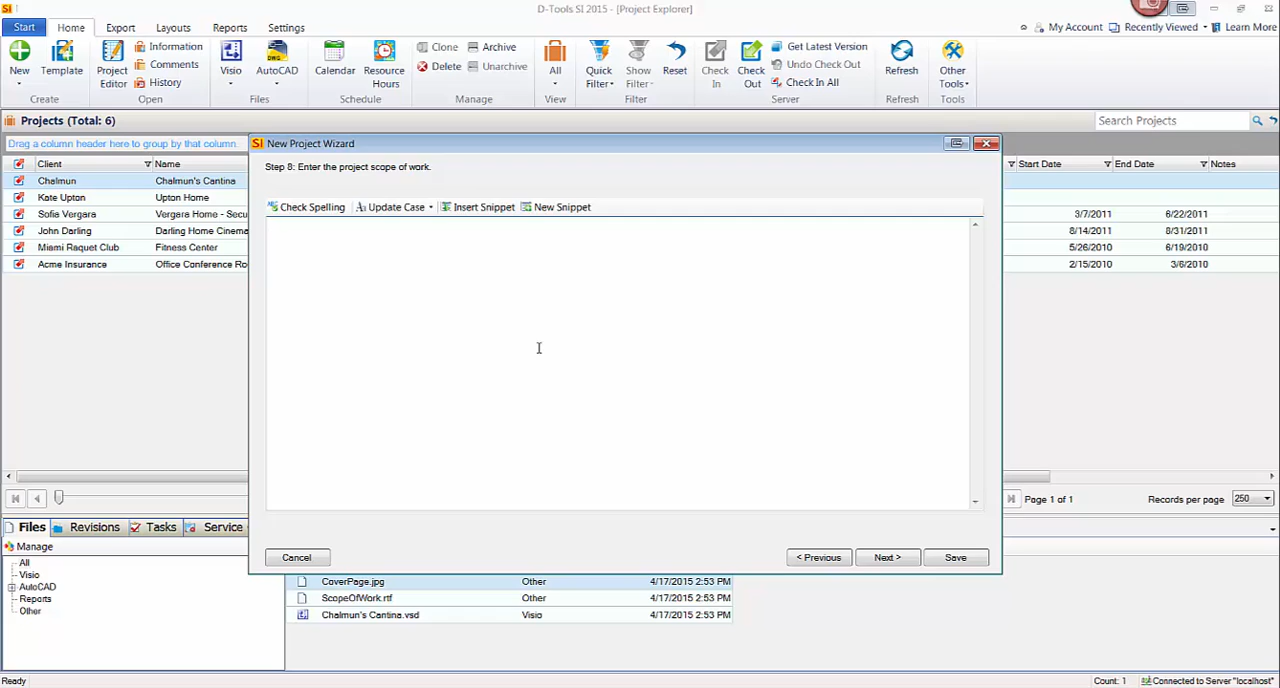 SI
D-Tools SI 2015 - [Project Explorer]
Start Home Export Layouts Reports Settings
My Account Recently Viewed Learn More
New Template Project Editor Information Comments History Visio AutoCAD Calendar Resource Hours Clone Delete Archive Unarchive All Quick Filter Show Filter Reset Check In Check Out Get Latest Version Undo Check Out Check In All Refresh Other Tools
Create Open Files Schedule Manage View Filter Server Refresh Tools
Projects (Total: 6) Search Projects
Drag a column header here to group by that column
Client Name Start Date End Date Notes
Chalmun Chalmun's Cantina
Kate Upton Upton Home
Sofia Vergara Vergara Home - Secu 3/7/2011 6/22/2011
John Darling Darling Home Cinema 8/14/2011 8/31/2011
Miami Raquet Club Fitness Center 5/26/2010 6/19/2010
Acme Insurance Office Conference Ro 2/15/2010 3/6/2010
SI New Project Wizard
Step 8: Enter the project scope of work.
ABC Check Spelling Update Case Insert Snippet New Snippet
Cancel < Previous Next > Save
Page 1 of 1 Records per page 250
Files Revisions Tasks Service
Manage
All
Visio
AutoCAD
Reports
Other
CoverPage.jpg Other 4/17/2015 2:53 PM
ScopeOfWork.rtf Other 4/17/2015 2:53 PM
Chalmun's Cantina.vsd Visio 4/17/2015 2:53 PM
Ready Count: 1 Connected to Server "localhost"